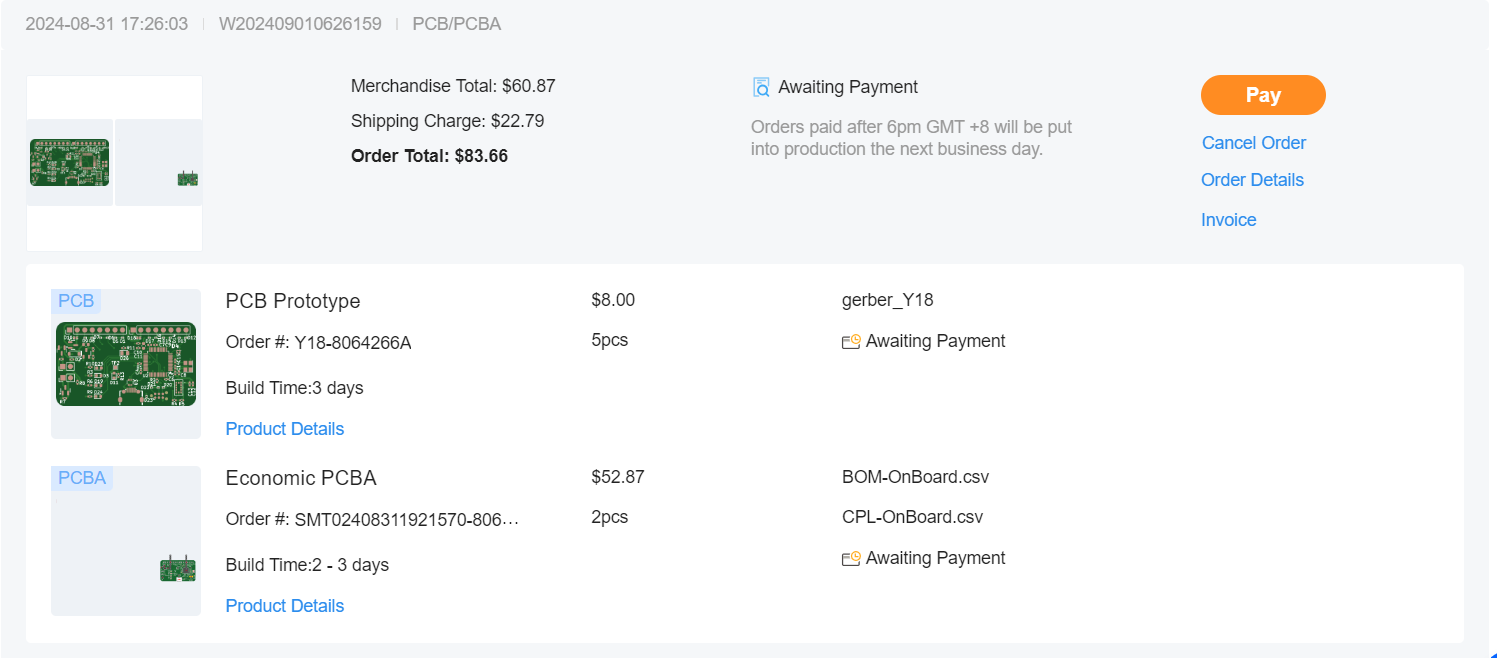 2024-08-31 17:26:03 | W202409010626159 | PCB/PCBA
Merchandise Total: $60.87
Shipping Charge: $22.79
Order Total: $83.66
Awaiting Payment
Orders paid after 6pm GMT +8 will be put
into production the next business day.
Pay
Cancel Order
Order Details
Invoice
PCB
PCB Prototype
$8.00
gerber_Y18
Order #: Y18-8064266A
5pcs
Awaiting Payment
Build Time:3 days
Product Details
PCBA
Economic PCBA
$52.87
BOM-OnBoard.csv
Order #: SMT02408311921570-806…
2pcs
CPL-OnBoard.csv
Build Time:2 - 3 days
Awaiting Payment
Product Details